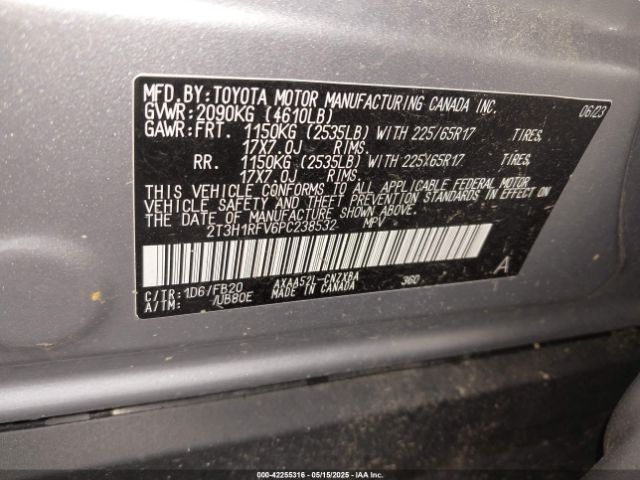 MFD. BY: TOYOTA MOTOR MANUFACTURING CANADA INC. 06/23
GVWR: 2090KG (4610LB)
GAWR: FRT. 1150KG (2535LB) WITH 225/65R17 TIRES,
17X7.0J RIMS.
RR. 1150KG (2535LB) WITH 225/65R17 TIRES,
17X7.0J RIMS.
THIS VEHICLE CONFORMS TO ALL APPLICABLE FEDERAL MOTOR
VEHICLE SAFETY AND THEFT PREVENTION STANDARDS IN EFFECT
ON THE DATE OF MANUFACTURE SHOWN ABOVE.
2T3H1RFV6PC238532 MPV
C/TR: 1D6/FB20 AXAA52L-CNZXBA 360 A
A/TM: /UB80E MADE IN CANADA
000-42255316 - 05/15/2025 - IAA Inc.